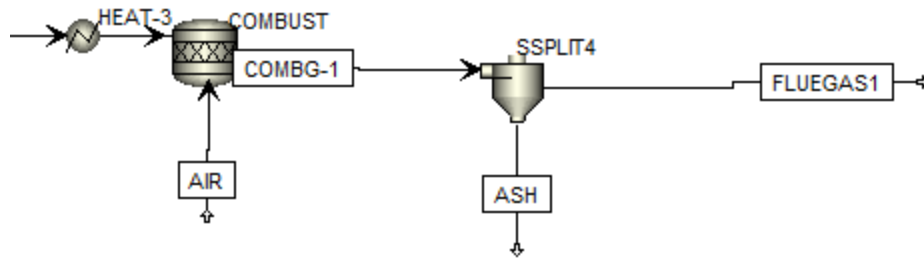 HEAT-3
COMBUST
COMBG-1
SSPLIT4
FLUEGAS1
AIR
ASH